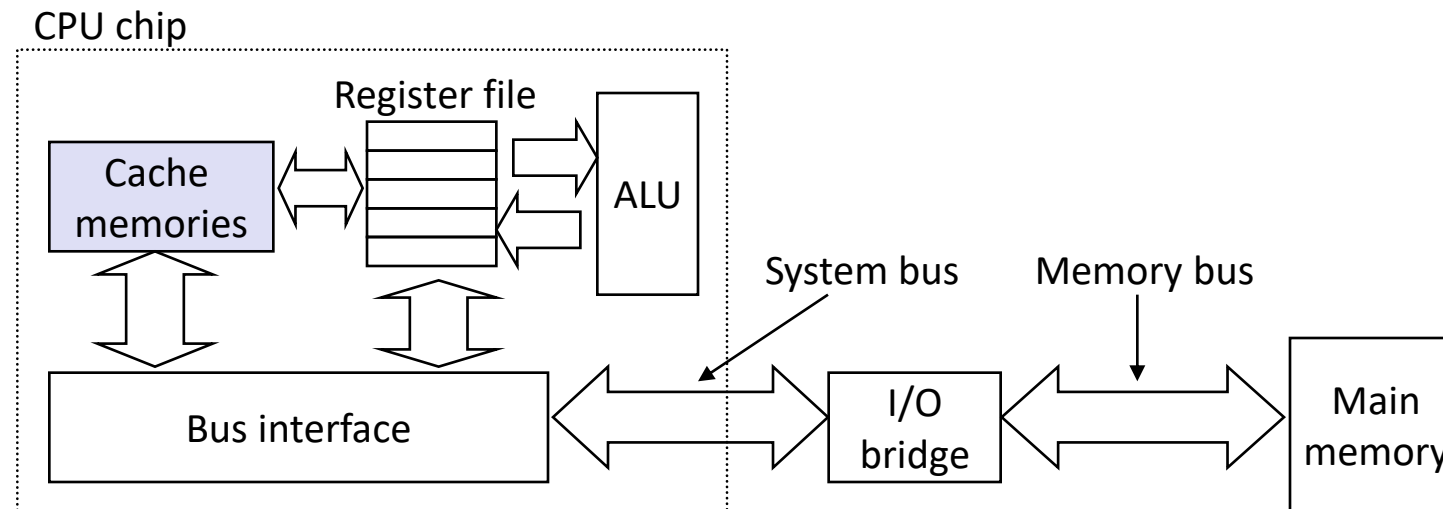 CPU chip
Register file
Cache
memories
ALU
System bus
Memory bus
Bus interface
I/O
bridge
Main
memory